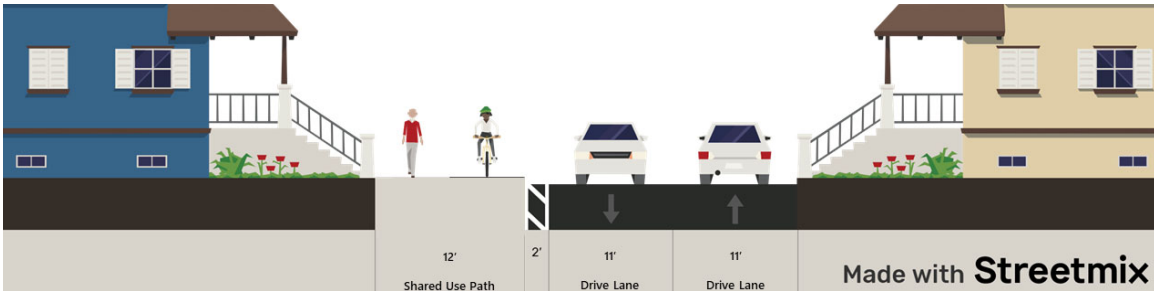 12'
Shared Use Path
2'
11'
Drive Lane
11'
Drive Lane
Made with Streetmix